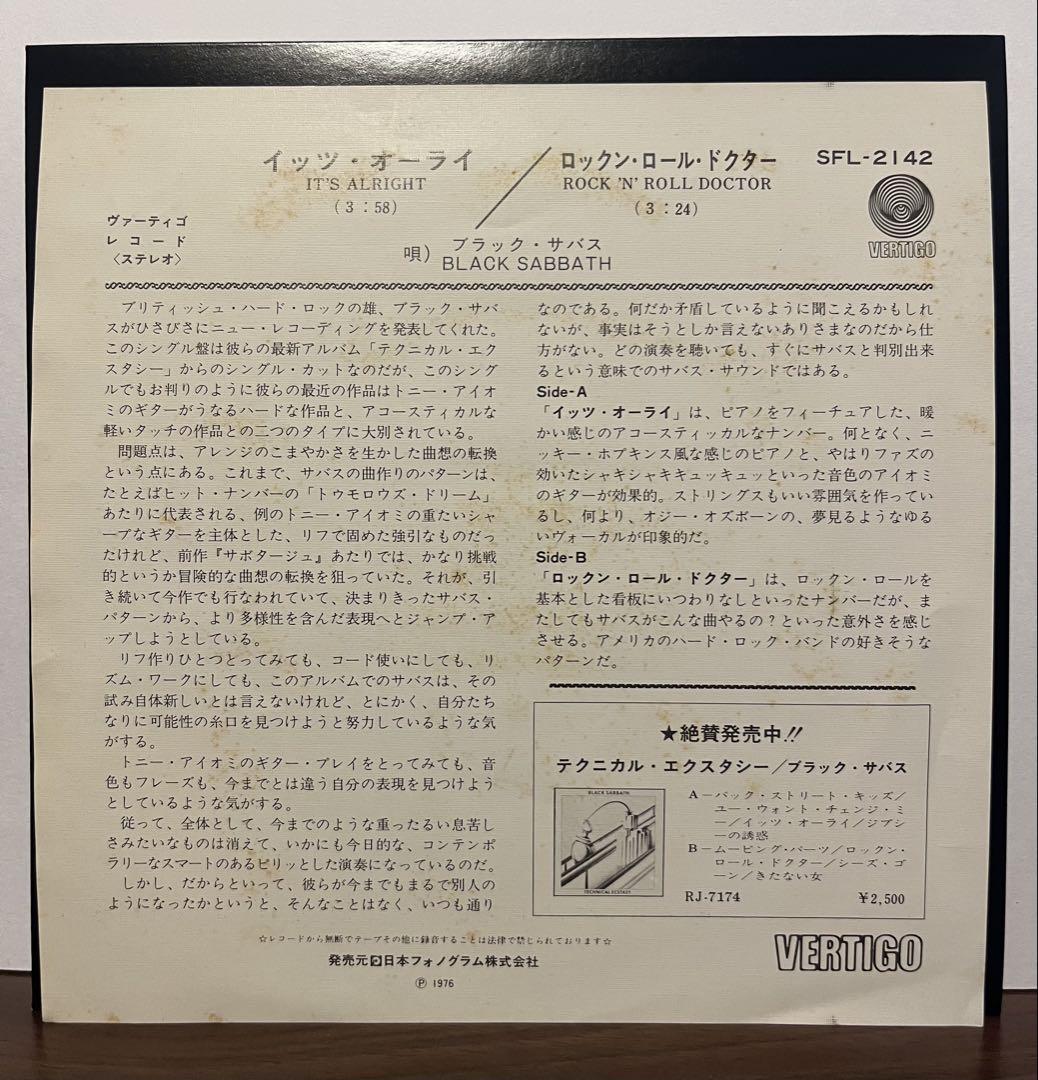 イッツ・オーライ
IT'S ALRIGHT
(3:58)
ロックン・ロール・ドクター
ROCK 'N' ROLL DOCTOR
(3:24)
SFL-2142
VERTIGO
ヴァーティゴ
レコード
〈ステレオ〉
唄)
ブラック・サバス
BLACK SABBATH
ブリティッシュ・ハード・ロックの雄、ブラック・サバ
スがひさびさにニュー・レコーディングを発表してくれた。
このシングル盤は彼らの最新アルバム「テクニカル・エク
スタシー」からのシングル・カットなのだが、このシング
ルでもお判りのように彼らの最近の作品はトニー・アイオ
ミのギターがうなるハードな作品と、アコースティカルな
軽いタッチの作品との二つのタイプに大別されている。
問題点は、アレンジのこまやかさを生かした曲想の転換
という点にある。これまで、サバスの曲作りのパターンは、
たとえばヒット・ナンバーの「トゥモロウズ・ドリーム」
あたりに代表される、例のトニー・アイオミの重たいシャ
ープなギターを主体とした、リフで固めた強引なものだっ
たけれど、前作『サボタージュ』あたりでは、かなり挑戦
的というか冒険的な曲想の転換を狙っていた。それが、引
き続いて今作でも行なわれていて、決まりきったサバス・
パターンから、より多様性を含んだ表現へとジャンプ・ア
ップしようとしている。
リフ作りひとつとってみても、コード使いにしても、リ
ズム・ワークにしても、このアルバムでのサバスは、その
試み自体新しいとは言えないけれど、とにかく、自分たち
なりに可能性の糸口を見つけようと努力しているような気
がする。
トニー・アイオミのギター・プレイをとってみても、音
色もフレーズも、今までとは違う自分の表現を見つけよう
としているような気がする。
従って、全体として、今までのような重ったるい息苦し
さみたいなものは消えて、いかにも今日的な、コンテンポ
ラリーなスマートのあるピリッとした演奏になっているのだ。
しかし、だからといって、彼らが今までもまるで別人の
ようになったかというと、そんなことはなく、いつも通り
なのである。何だか矛盾しているように聞こえるかもしれ
ないが、事実はそうとしか言えないありさまなのだから仕
方がない。どの演奏を聴いても、すぐにサバスと判別出来
るという意味でのサバス・サウンドではある。
Side-A
「イッツ・オーライ」は、ピアノをフィーチュアした、暖
かい感じのアコースティッカルなナンバー。何となく、ニ
ッキー・ホプキンス風な感じのピアノと、やはりファズの
効いたシャキシャキキュッキュッといった音色のアイオミ
のギターが効果的。ストリングスもいい雰囲気を作ってい
るし、何より、オジー・オズボーンの、夢見るようなゆる
いヴォーカルが印象的だ。
Side-B
「ロックン・ロール・ドクター」は、ロックン・ロールを
基本とした看板にいつわりなしといったナンバーだが、ま
たしてもサバスがこんな曲やるの？といった意外さを感じ
させる。アメリカのハード・ロック・バンドの好きそうな
パターンだ。
★絶賛発売中!!
テクニカル・エクスタシー／ブラック・サバス
BLACK SABBATH
TECHNICAL ECSTASY
A—バック・ストリート・キッズ／
ユー・ウォント・チェンジ・ミ
ー／イッツ・オーライ／ジプシ
ーの誘惑
B—ムービング・パーツ／ロックン・
ロール・ドクター／シーズ・ゴ
ーン／きたない女
RJ-7174
¥2,500
☆レコードから無断でテープその他に録音することは法律で禁じられております☆
発売元 日本フォノグラム株式会社
Ⓟ 1976
VERTIGO